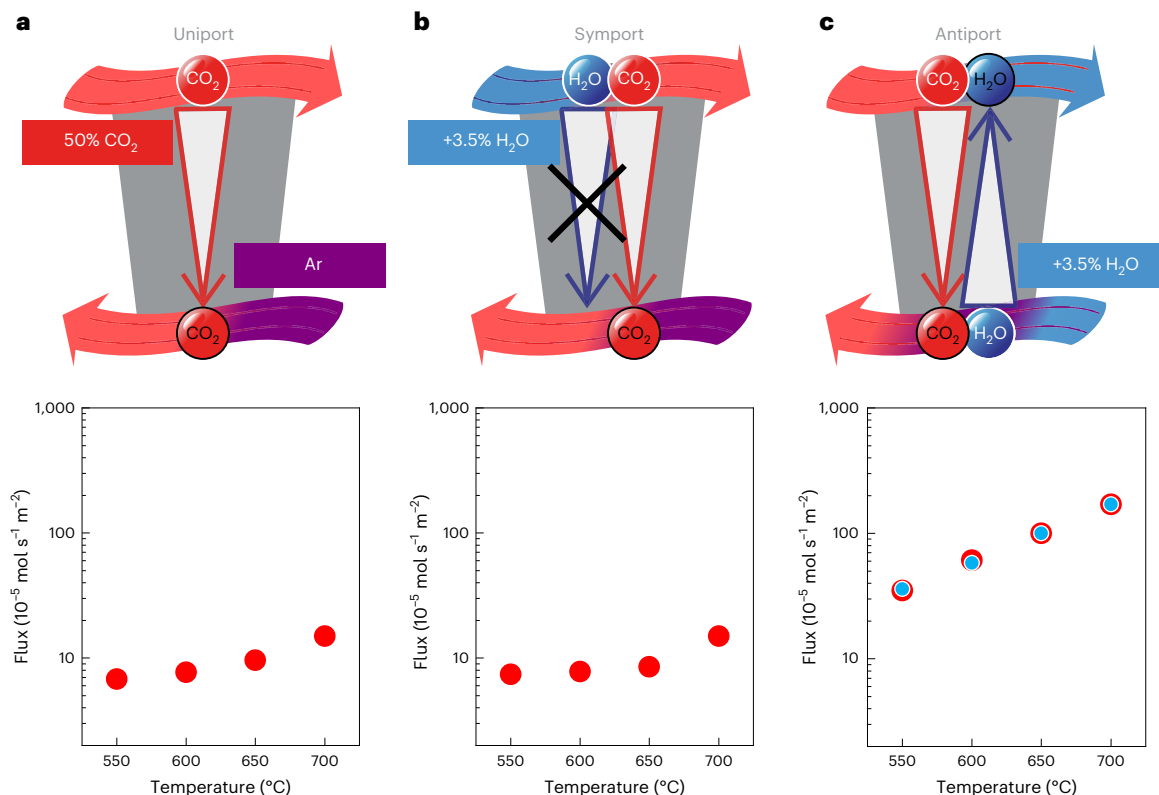 a
Uniport
CO₂
50% CO₂
Ar
CO₂
1,000
100
10
Flux (10⁻⁵ mol s⁻¹ m⁻²)
550 600 650 700
Temperature (°C)
b
Symport
H₂O CO₂
+3.5% H₂O
CO₂
1,000
100
10
Flux (10⁻⁵ mol s⁻¹ m⁻²)
550 600 650 700
Temperature (°C)
c
Antiport
CO₂ H₂O
+3.5% H₂O
CO₂ H₂O
1,000
100
10
Flux (10⁻⁵ mol s⁻¹ m⁻²)
550 600 650 700
Temperature (°C)